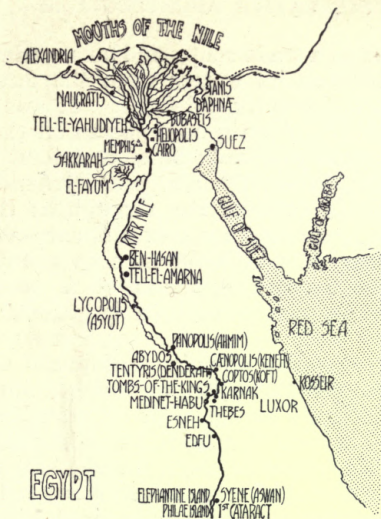 MOUTHS OF THE NILE
ALEXANDRIA
TANIS
NAUCRATIS
DAPHNÆ
BUBASTIS
TELL-EL-YAHUDIYEH
HELIOPOLIS
SUEZ
MEMPHIS
CAIRO
SAKKARAH
EL-FAYUM
RIVER NILE
GULF OF SUEZ
GULF OF AKABA
BEN-HASAN
TELL-EL-AMARNA
LYCOPOLIS
(ASYUT)
RED SEA
PANOPOLIS (AHMIM)
ABYDOS
CÆNOPOLIS (KENEH)
TENTYRIS (DENDERAH)
COPTOS (KOFT)
TOMBS-OF-THE-KINGS
KARNAK
KOSSEIR
MEDINET-HABU
THEBES
LUXOR
ESNEH
EDFU
EGYPT
ELEPHANTINE ISLAND
SYENE (ASWAN)
PHILAE ISLAND
1ST CATARACT